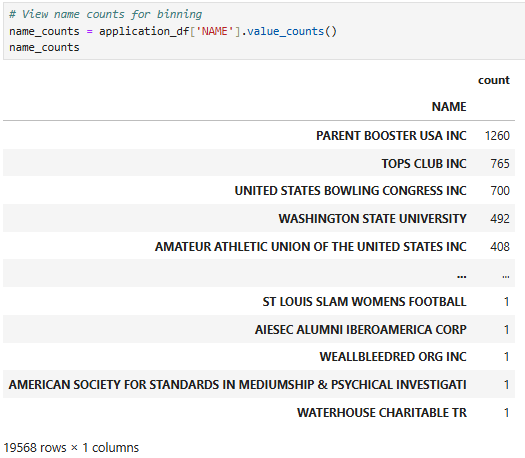 # View name counts for binning
name_counts = application_df['NAME'].value_counts()
name_counts
count
NAME
PARENT BOOSTER USA INC 1260
TOPS CLUB INC 765
UNITED STATES BOWLING CONGRESS INC 700
WASHINGTON STATE UNIVERSITY 492
AMATEUR ATHLETIC UNION OF THE UNITED STATES INC 408
... ...
ST LOUIS SLAM WOMENS FOOTBALL 1
AIESEC ALUMNI IBEROAMERICA CORP 1
WEALLBLEEDRED ORG INC 1
AMERICAN SOCIETY FOR STANDARDS IN MEDIUMSHIP & PSYCHICAL INVESTIGATI 1
WATERHOUSE CHARITABLE TR 1
19568 rows × 1 columns